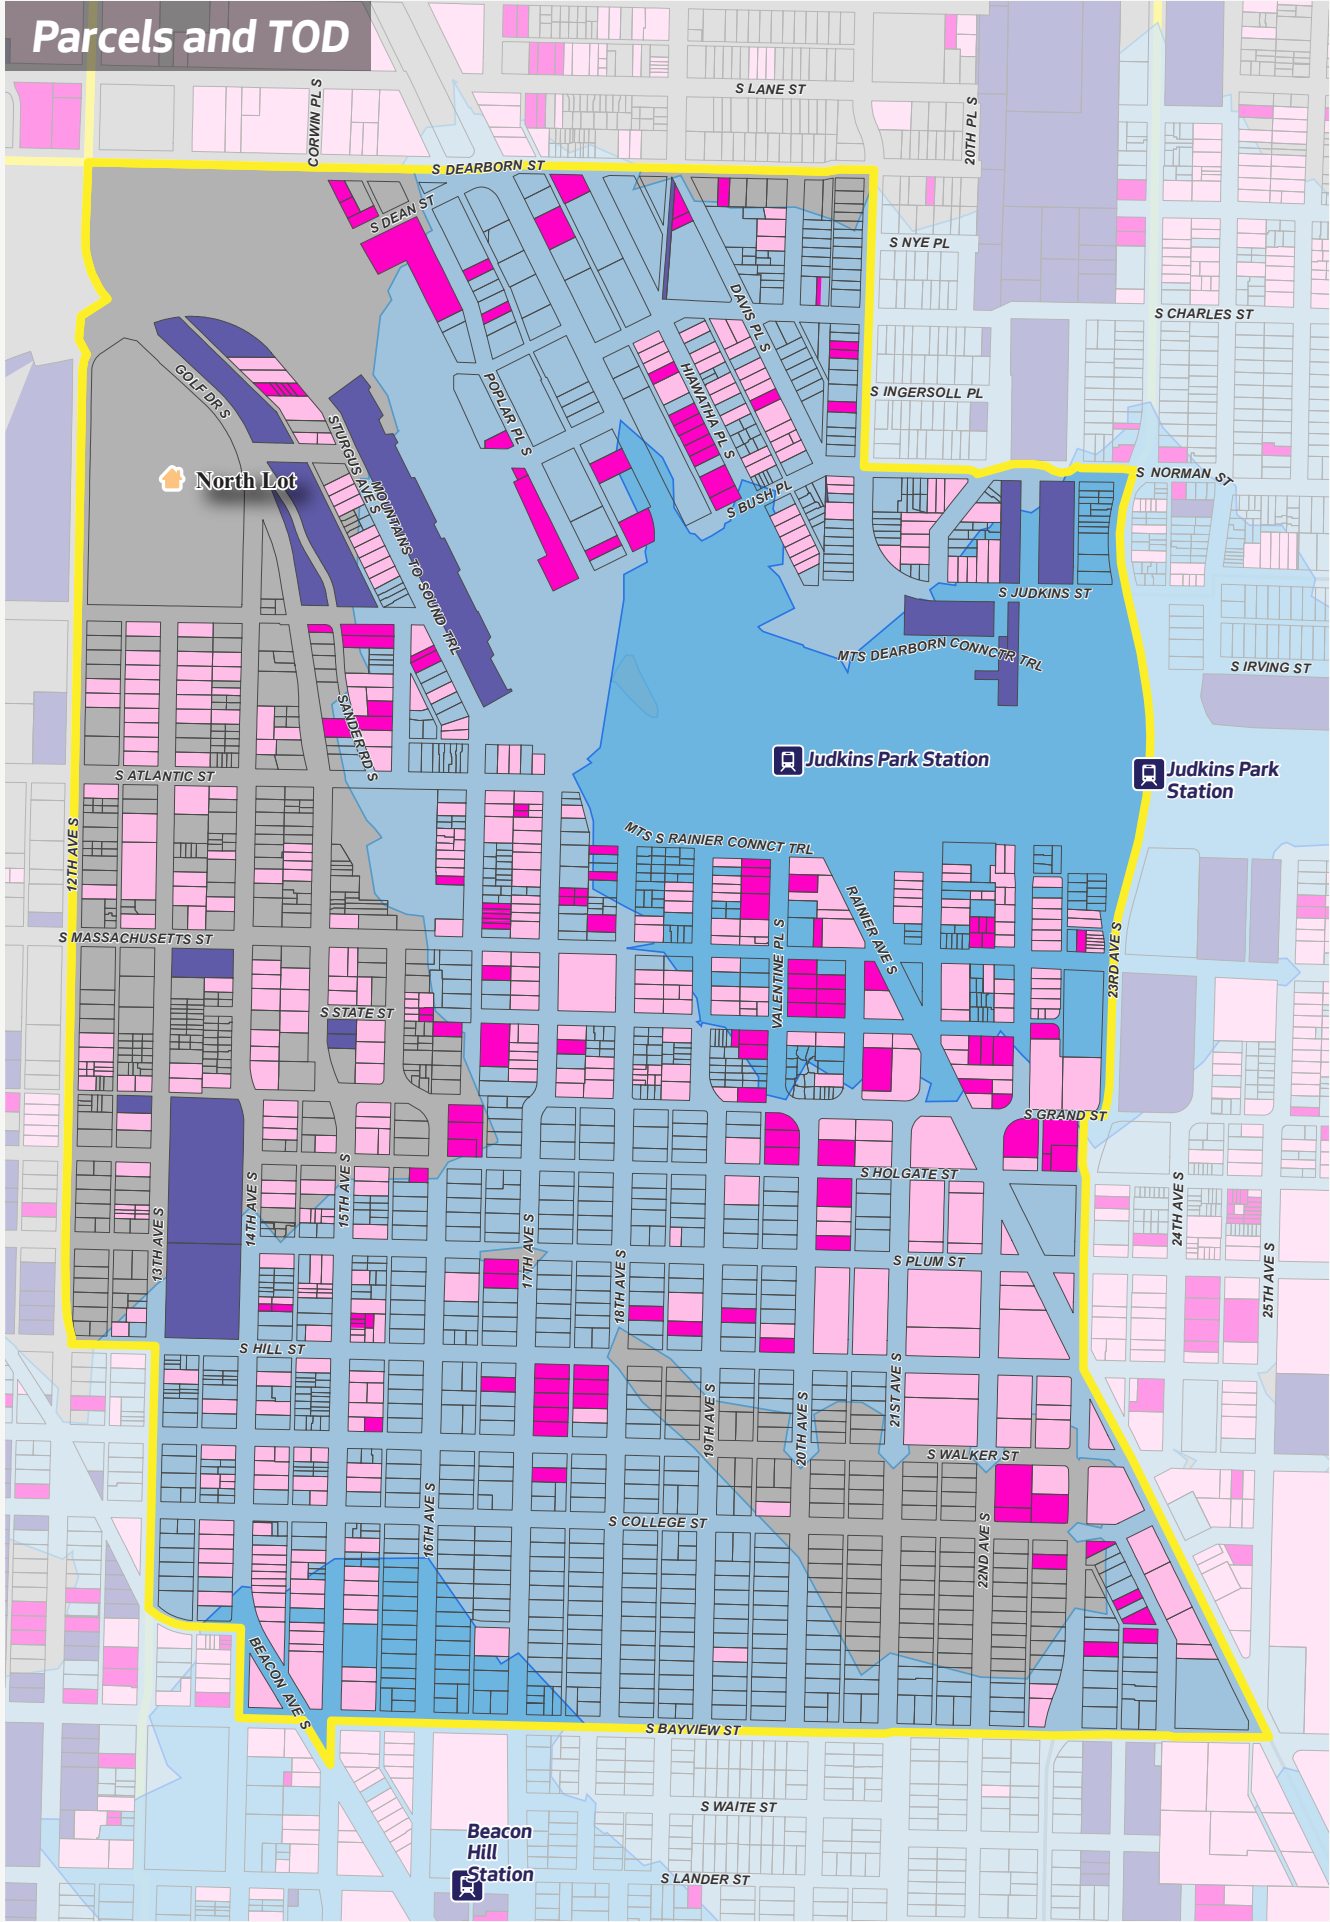 Parcels and TOD
S LANE ST
CORWIN PL S
20TH PL S
S DEARBORN ST
S DEAN ST
S NYE PL
DAVIS PL S
S CHARLES ST
GOLF DR S
POPLAR PL S
HIAWATHA PL S
S INGERSOLL PL
STURGUS AVE S
North Lot
MOUNTAINS TO SOUND TRL
S BUSH PL
S NORMAN ST
S JUDKINS ST
MTS DEARBORN CONNCTR TRL
S IRVING ST
SANDER RD S
Judkins Park Station
Judkins Park
Station
S ATLANTIC ST
12TH AVE S
MTS S RAINIER CONNCT TRL
RAINIER AVE S
VALENTINE PL S
S MASSACHUSETTS ST
23RD AVE S
S STATE ST
S GRAND ST
S HOLGATE ST
13TH AVE S
14TH AVE S
15TH AVE S
17TH AVE S
18TH AVE S
24TH AVE S
25TH AVE S
S PLUM ST
S HILL ST
19TH AVE S
20TH AVE S
21ST AVE S
S WALKER ST
16TH AVE S
S COLLEGE ST
22ND AVE S
BEACON AVE S
S BAYVIEW ST
S WAITE ST
Beacon
Hill
Station
S LANDER ST